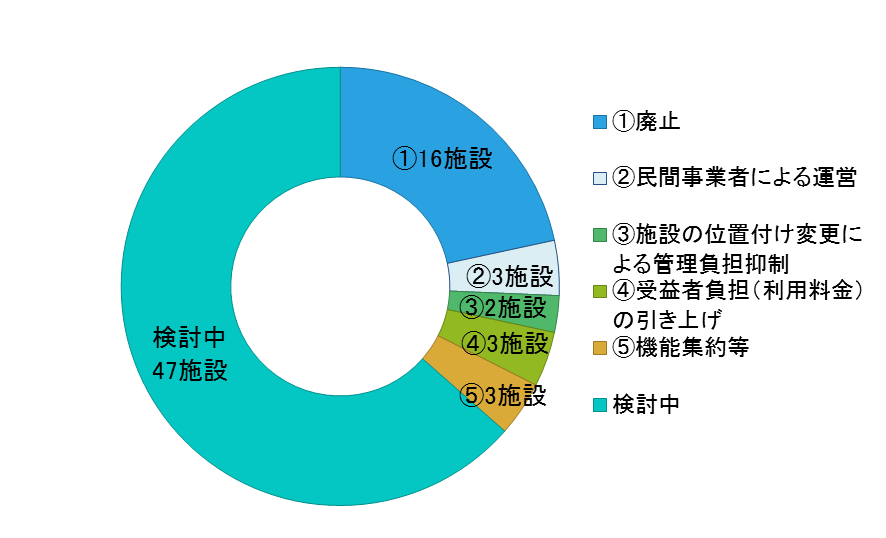 ①16施設
②3施設
③2施設
④3施設
⑤3施設
検討中
47施設
①廃止
②民間事業者による運営
③施設の位置付け変更に
よる管理負担抑制
④受益者負担（利用料金）
の引き上げ
⑤機能集約等
検討中